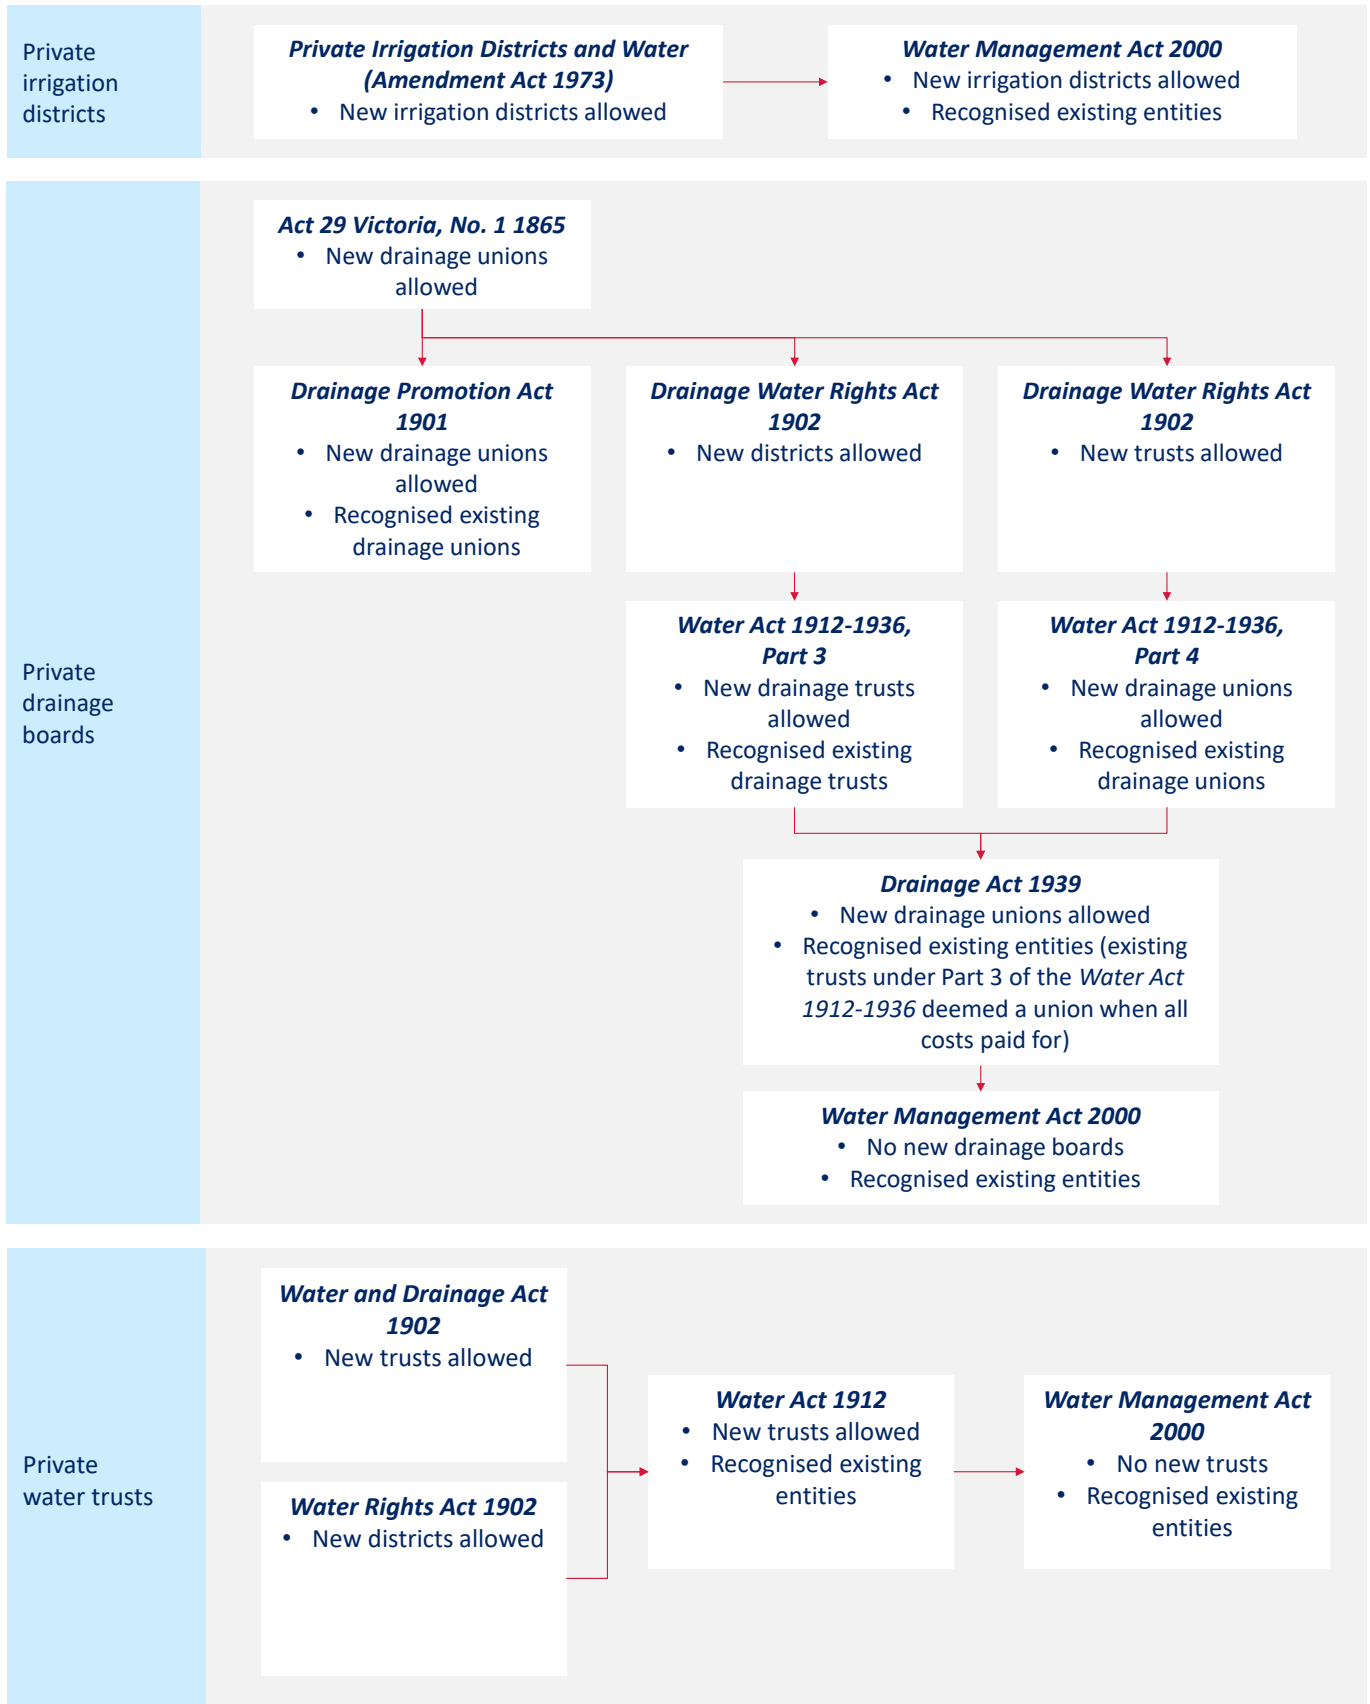 Private
irrigation
districts
Private Irrigation Districts and Water
(Amendment Act 1973)
• New irrigation districts allowed
Water Management Act 2000
• New irrigation districts allowed
• Recognised existing entities
Private
drainage
boards
Act 29 Victoria, No. 1 1865
• New drainage unions
allowed
Drainage Promotion Act
1901
• New drainage unions
allowed
• Recognised existing
drainage unions
Drainage Water Rights Act
1902
• New districts allowed
Drainage Water Rights Act
1902
• New trusts allowed
Water Act 1912-1936,
Part 3
• New drainage trusts
allowed
• Recognised existing
drainage trusts
Water Act 1912-1936,
Part 4
• New drainage unions
allowed
• Recognised existing
drainage unions
Drainage Act 1939
• New drainage unions allowed
• Recognised existing entities (existing
trusts under Part 3 of the Water Act
1912-1936 deemed a union when all
costs paid for)
Water Management Act 2000
• No new drainage boards
• Recognised existing entities
Private
water trusts
Water and Drainage Act
1902
• New trusts allowed
Water Rights Act 1902
• New districts allowed
Water Act 1912
• New trusts allowed
• Recognised existing
entities
Water Management Act
2000
• No new trusts
• Recognised existing
entities